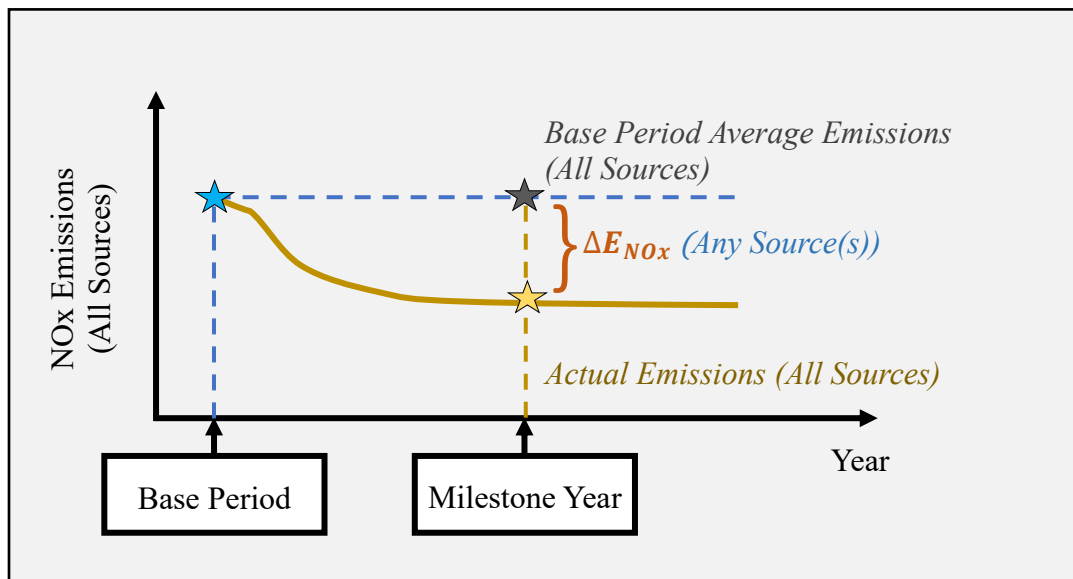 Base Period Average Emissions
(All Sources)
ΔE_NOx (Any Source(s))
NOx Emissions
(All Sources)
Actual Emissions (All Sources)
Year
Base Period
Milestone Year